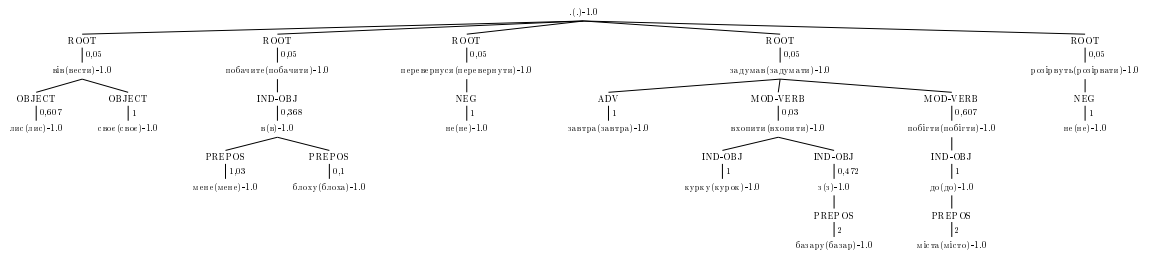 .(.)-1.0
ROOT ROOT ROOT ROOT ROOT
0,05 0,05 0,05 0,05 0,05
вів(вести)-1.0 побачите(побачити)-1.0 перевернуся(перевернути)-1.0 задумав(задумати)-1.0 розірвуть(розірвати)-1.0
OBJECT OBJECT IND-OBJ NEG ADV MOD-VERB MOD-VERB NEG
0,607 1 0,368 1 1 0,03 0,607 1
лис(лис)-1.0 своє(своє)-1.0 в(в)-1.0 не(не)-1.0 завтра(завтра)-1.0 вхопити(вхопити)-1.0 побігти(побігти)-1.0 не(не)-1.0
PREPOS PREPOS IND-OBJ IND-OBJ IND-OBJ
1,03 0,1 1 0,472 1
мене(мене)-1.0 блоху(блоха)-1.0 курку(курок)-1.0 з(з)-1.0 до(до)-1.0
PREPOS PREPOS
2 2
базару(базар)-1.0 міста(місто)-1.0